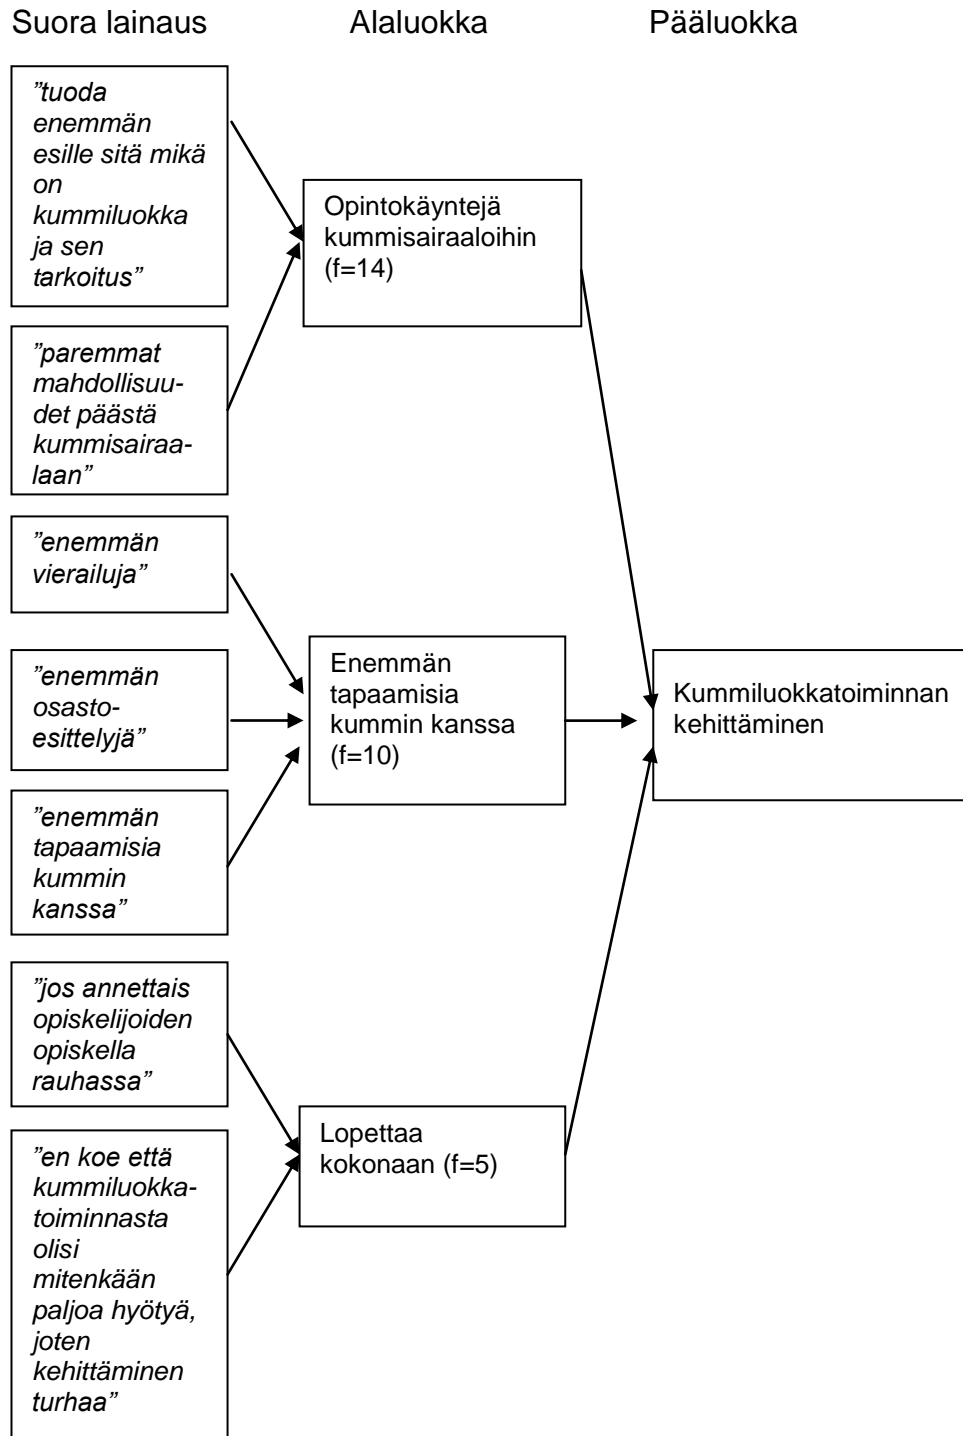 Suora lainaus
Alaluokka
Pääluokka
”tuoda
enemmän
esille sitä mikä
on
kummiluokka
ja sen
tarkoitus”
”paremmat
mahdollisuu-
det päästä
kummisairaa-
laan”
”enemmän
vierailuja”
”enemmän
osasto-
esittelyjä”
”enemmän
tapaamisia
kummin
kanssa”
”jos annettais
opiskelijoiden
opiskella
rauhassa”
”en koe että
kummiluokka-
toiminnasta
olisi
mitenkään
paljoa hyötyä,
joten
kehittäminen
turhaa”
Opintokäyntejä
kummisairaaloihin
(f=14)
Enemmän
tapaamisia
kummin kanssa
(f=10)
Lopettaa
kokonaan (f=5)
Kummiluokkatoiminnan
kehittäminen